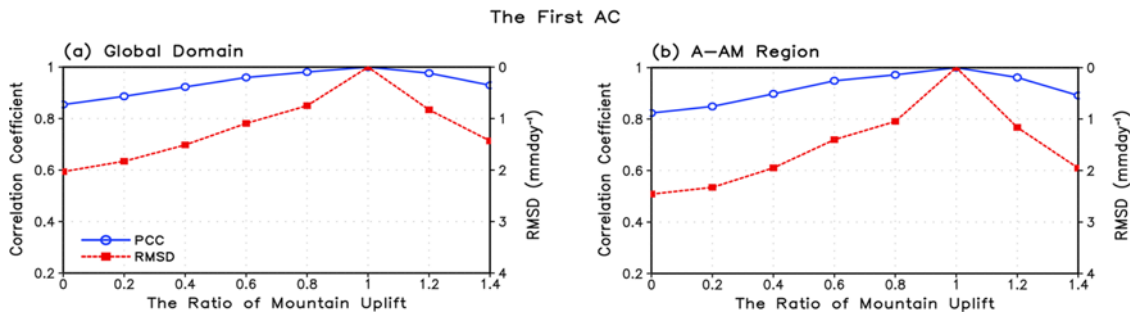 The First AC
(a) Global Domain
Correlation Coefficient
1
0.8
0.6
0.4
0.2
0
1
2
3
4
RMSD (mmday⁻¹)
PCC
RMSD
0 0.2 0.4 0.6 0.8 1 1.2 1.4
The Ratio of Mountain Uplift
(b) A-AM Region
Correlation Coefficient
1
0.8
0.6
0.4
0.2
0
1
2
3
4
RMSD (mmday⁻¹)
0 0.2 0.4 0.6 0.8 1 1.2 1.4
The Ratio of Mountain Uplift